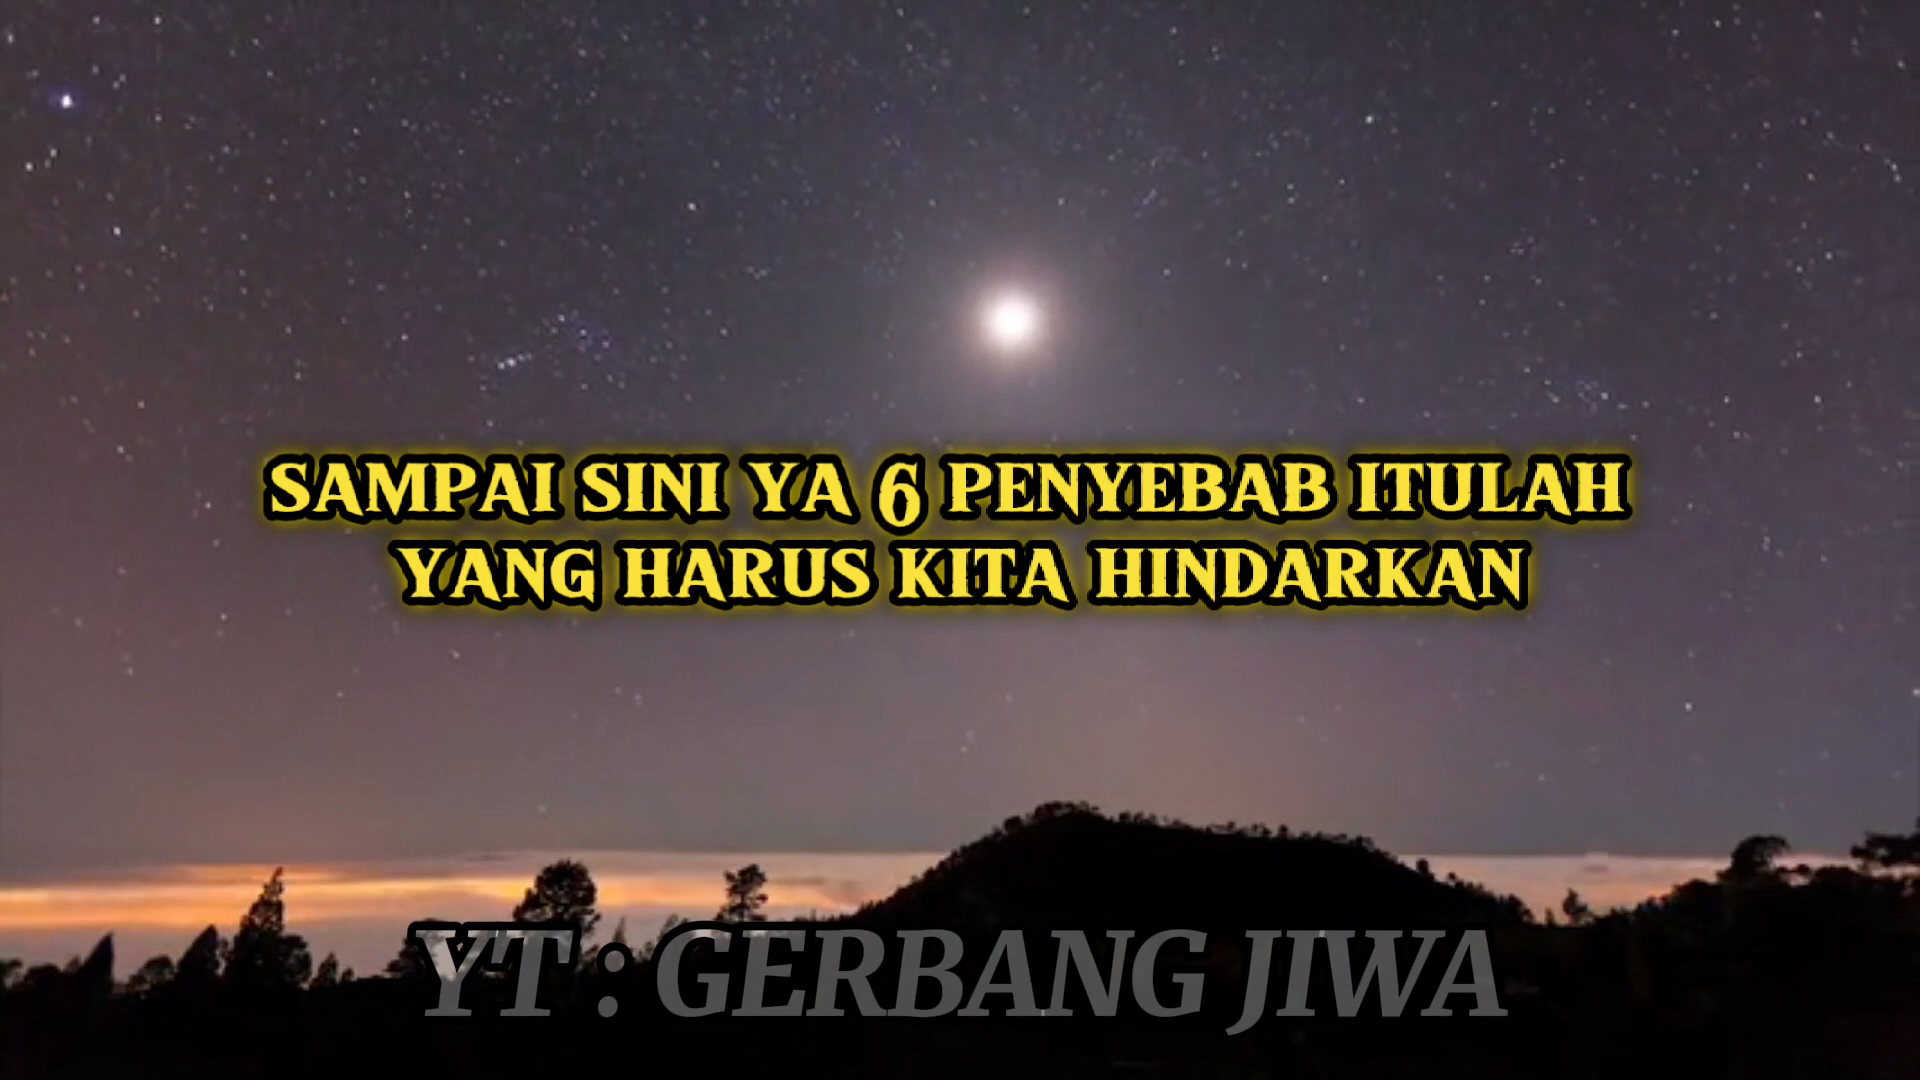 SAMPAI SINI YA 6 PENYEBAB ITULAH
YANG HARUS KITA HINDARKAN
YT : GERBANG JIWA